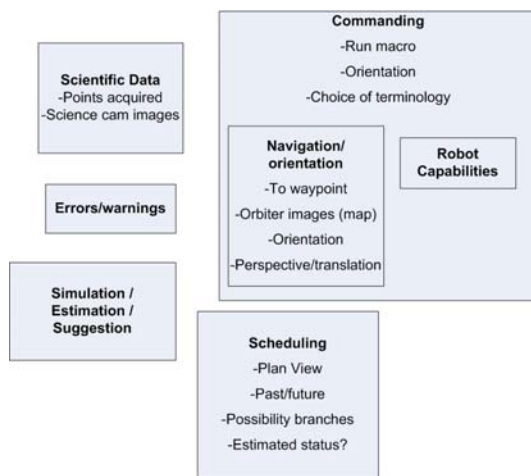 Scientific Data
-Points acquired
-Science cam images
Errors/warnings
Simulation /
Estimation /
Suggestion
Commanding
-Run macro
-Orientation
-Choice of terminology
Navigation/
orientation
-To waypoint
-Orbiter images (map)
-Orientation
-Perspective/translation
Robot
Capabilities
Scheduling
-Plan View
-Past/future
-Possibility branches
-Estimated status?